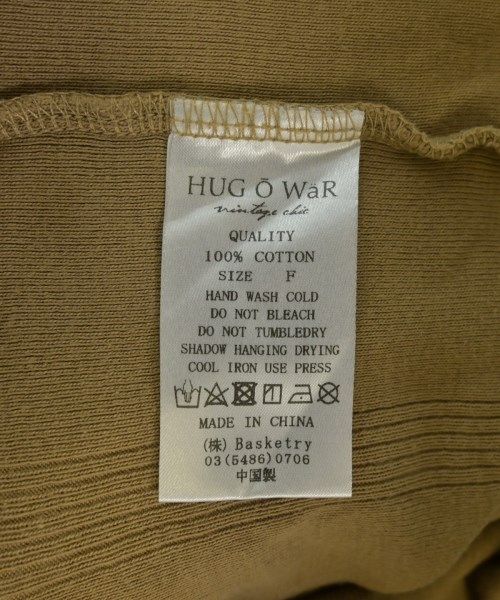 HUG Ō WäR
vintage chic
QUALITY
100% COTTON
SIZE F
HAND WASH COLD
DO NOT BLEACH
DO NOT TUMBLEDRY
SHADOW HANGING DRYING
COOL IRON USE PRESS
MADE IN CHINA
(株) Basketry
03(5486)0706
中国製